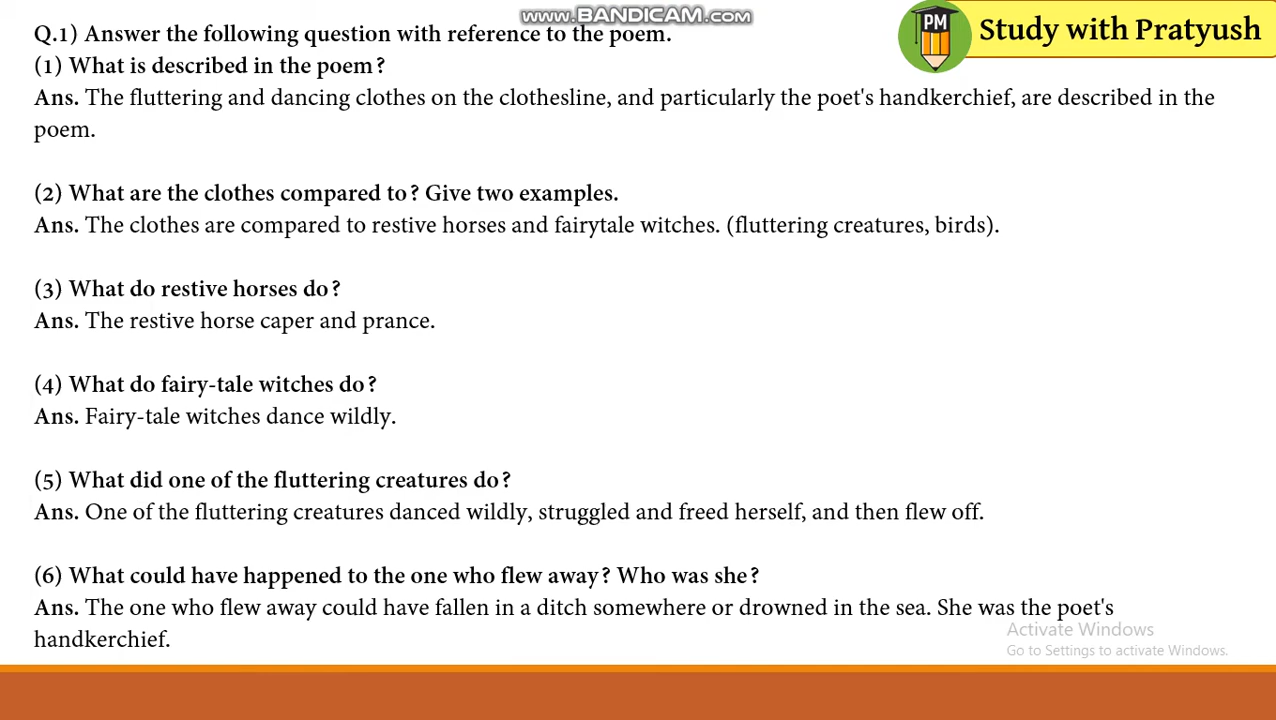 www.BANDICAM.com
PM
Study with Pratyush
Q.1) Answer the following question with reference to the poem.
(1) What is described in the poem?
Ans. The fluttering and dancing clothes on the clothesline, and particularly the poet's handkerchief, are described in the
poem.
(2) What are the clothes compared to? Give two examples.
Ans. The clothes are compared to restive horses and fairytale witches. (fluttering creatures, birds).
(3) What do restive horses do?
Ans. The restive horse caper and prance.
(4) What do fairy-tale witches do?
Ans. Fairy-tale witches dance wildly.
(5) What did one of the fluttering creatures do?
Ans. One of the fluttering creatures danced wildly, struggled and freed herself, and then flew off.
(6) What could have happened to the one who flew away? Who was she?
Ans. The one who flew away could have fallen in a ditch somewhere or drowned in the sea. She was the poet's
handkerchief.
Activate Windows
Go to Settings to activate Windows.